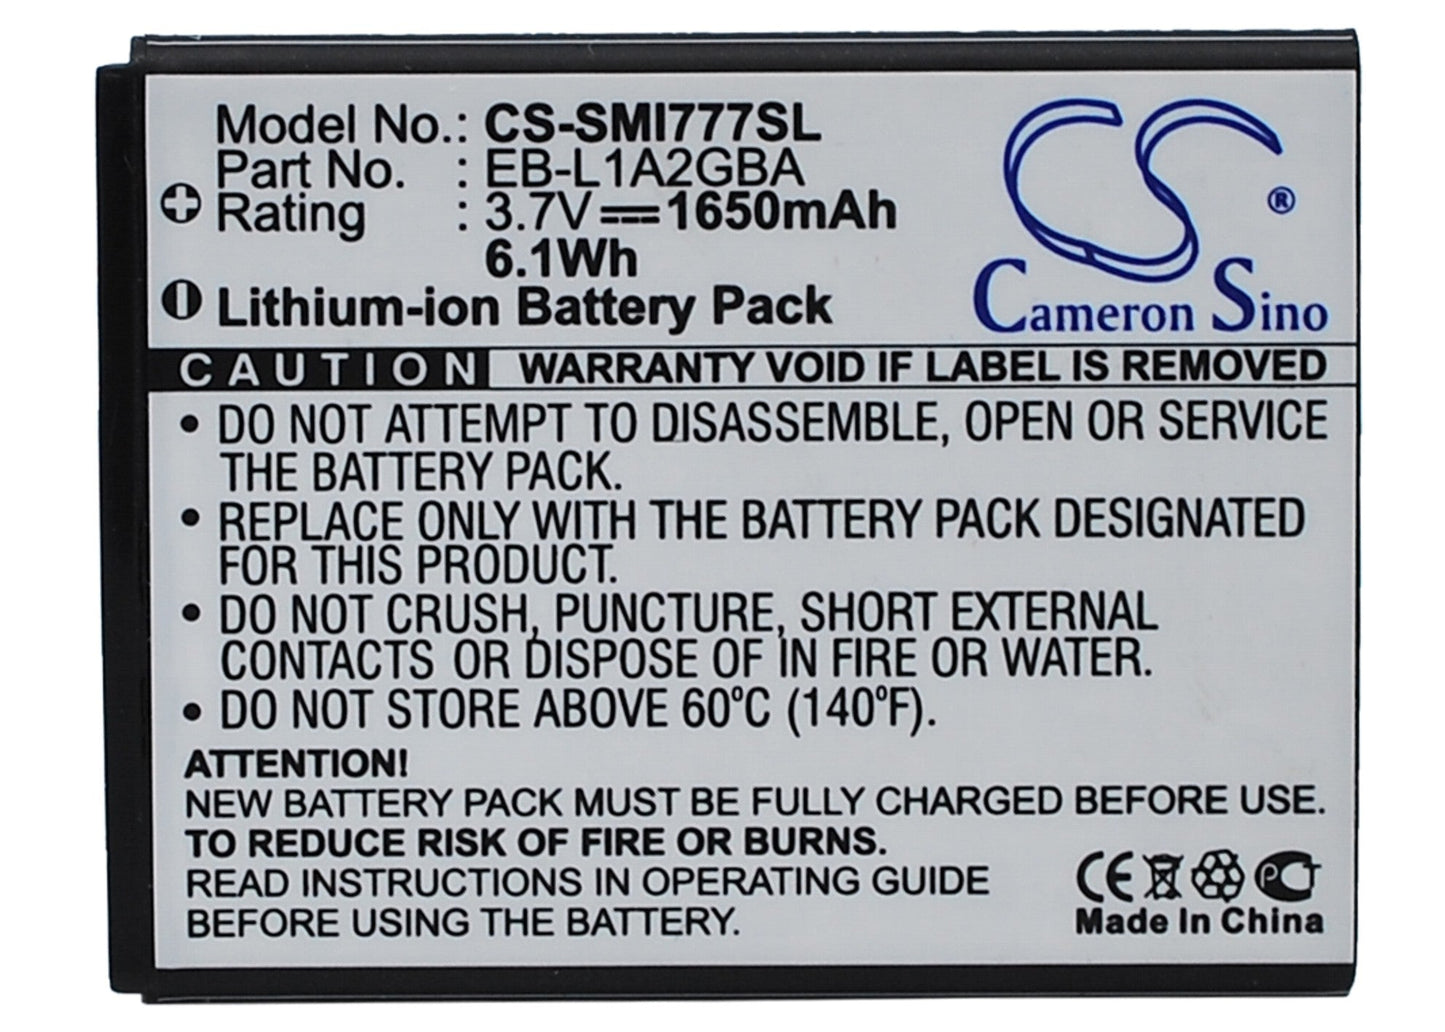 Model No.: CS-SMI777SL
Part No. : EB-L1A2GBA
Rating : 3.7V 1650mAh
6.1Wh
Lithium-ion Battery Pack
CS ®
Cameron Sino
CAUTION WARRANTY VOID IF LABEL IS REMOVED
• DO NOT ATTEMPT TO DISASSEMBLE, OPEN OR SERVICE
THE BATTERY PACK.
• REPLACE ONLY WITH THE BATTERY PACK DESIGNATED
FOR THIS PRODUCT.
• DO NOT CRUSH, PUNCTURE, SHORT EXTERNAL
CONTACTS OR DISPOSE OF IN FIRE OR WATER.
• DO NOT STORE ABOVE 60°C (140°F).
ATTENTION!
NEW BATTERY PACK MUST BE FULLY CHARGED BEFORE USE.
TO REDUCE RISK OF FIRE OR BURNS.
READ INSTRUCTIONS IN OPERATING GUIDE
BEFORE USING THE BATTERY.
CE
Made In China